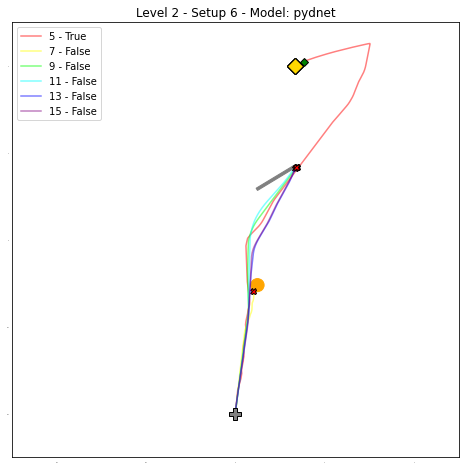 Level 2 - Setup 6 - Model: pydnet
5 - True
7 - False
9 - False
11 - False
13 - False
15 - False